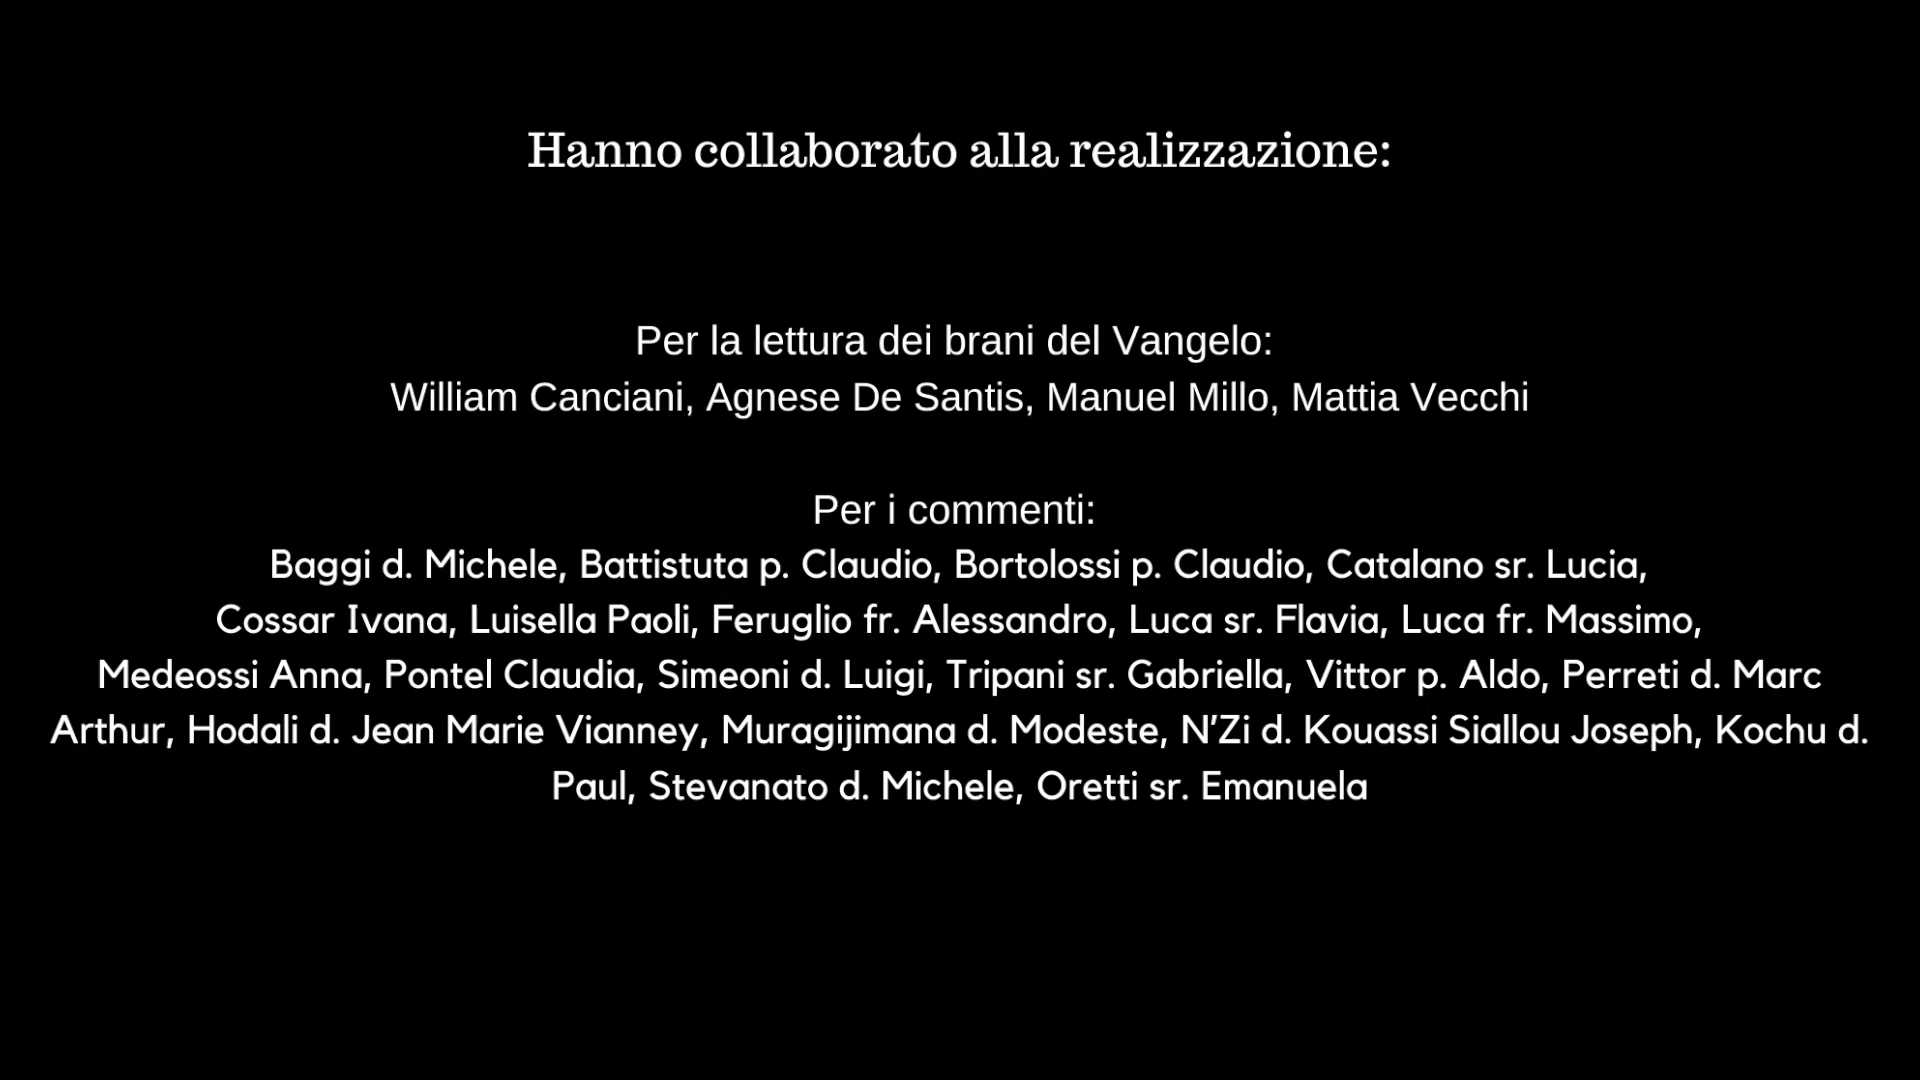 Hanno collaborato alla realizzazione:
Per la lettura dei brani del Vangelo:
William Canciani, Agnese De Santis, Manuel Millo, Mattia Vecchi
Per i commenti:
Baggi d. Michele, Battistuta p. Claudio, Bortolossi p. Claudio, Catalano sr. Lucia,
Cossar Ivana, Luisella Paoli, Feruglio fr. Alessandro, Luca sr. Flavia, Luca fr. Massimo,
Medeossi Anna, Pontel Claudia, Simeoni d. Luigi, Tripani sr. Gabriella, Vittor p. Aldo, Perreti d. Marc
Arthur, Hodali d. Jean Marie Vianney, Muragijimana d. Modeste, N’Zi d. Kouassi Siallou Joseph, Kochu d.
Paul, Stevanato d. Michele, Oretti sr. Emanuela